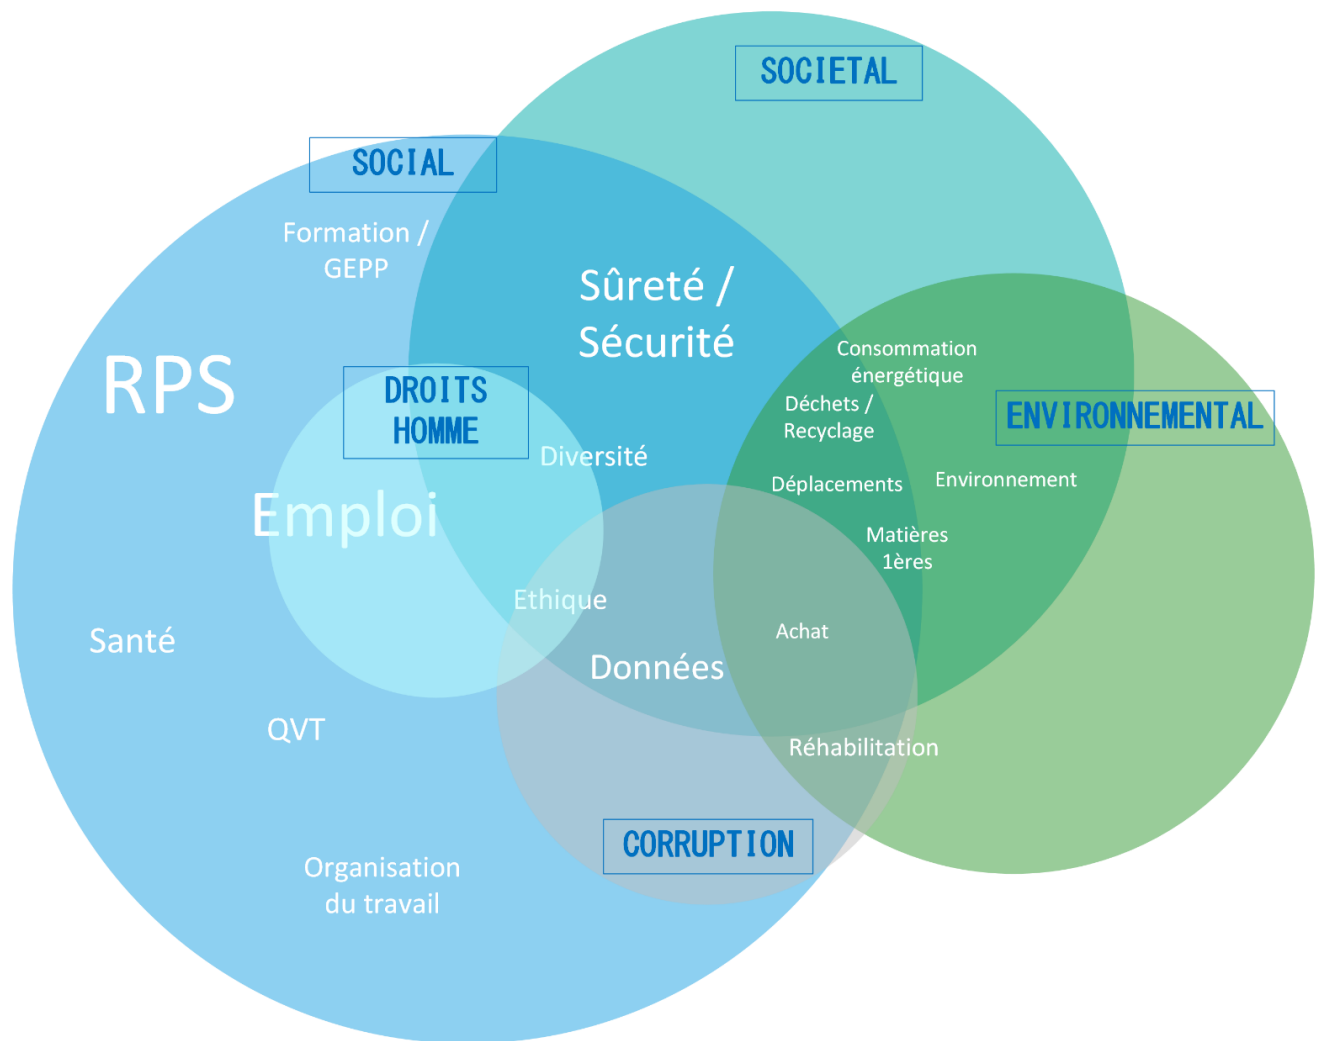 SOCIETAL
SOCIAL
Formation /
GEPP
Sûreté /
Sécurité
RPS
DROITS
HOMME
Consommation
énergétique
Déchets /
Recyclage
ENVIRONNEMENTAL
Diversité
Emploi
Déplacements
Environnement
Matières
1ères
Ethique
Achat
Santé
Données
QVT
Réhabilitation
CORRUPTION
Organisation
du travail